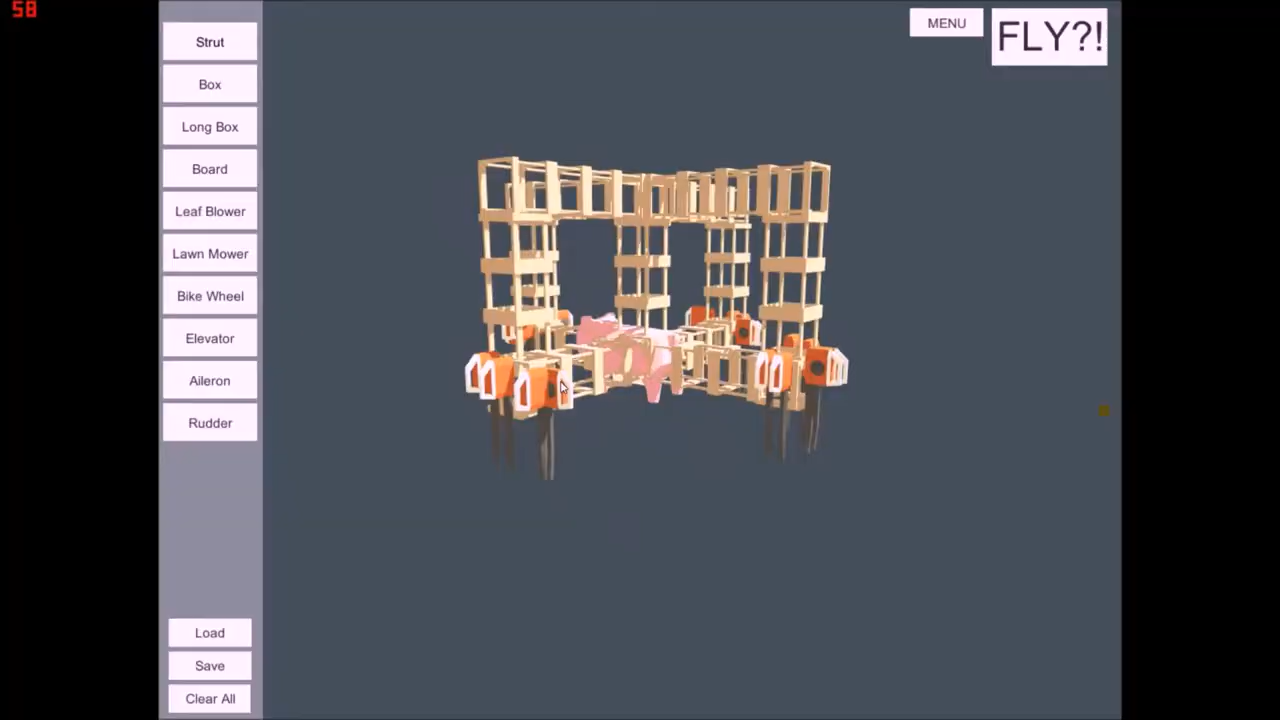 58
MENU
FLY?!
Strut
Box
Long Box
Board
Leaf Blower
Lawn Mower
Bike Wheel
Elevator
Aileron
Rudder
Load
Save
Clear All